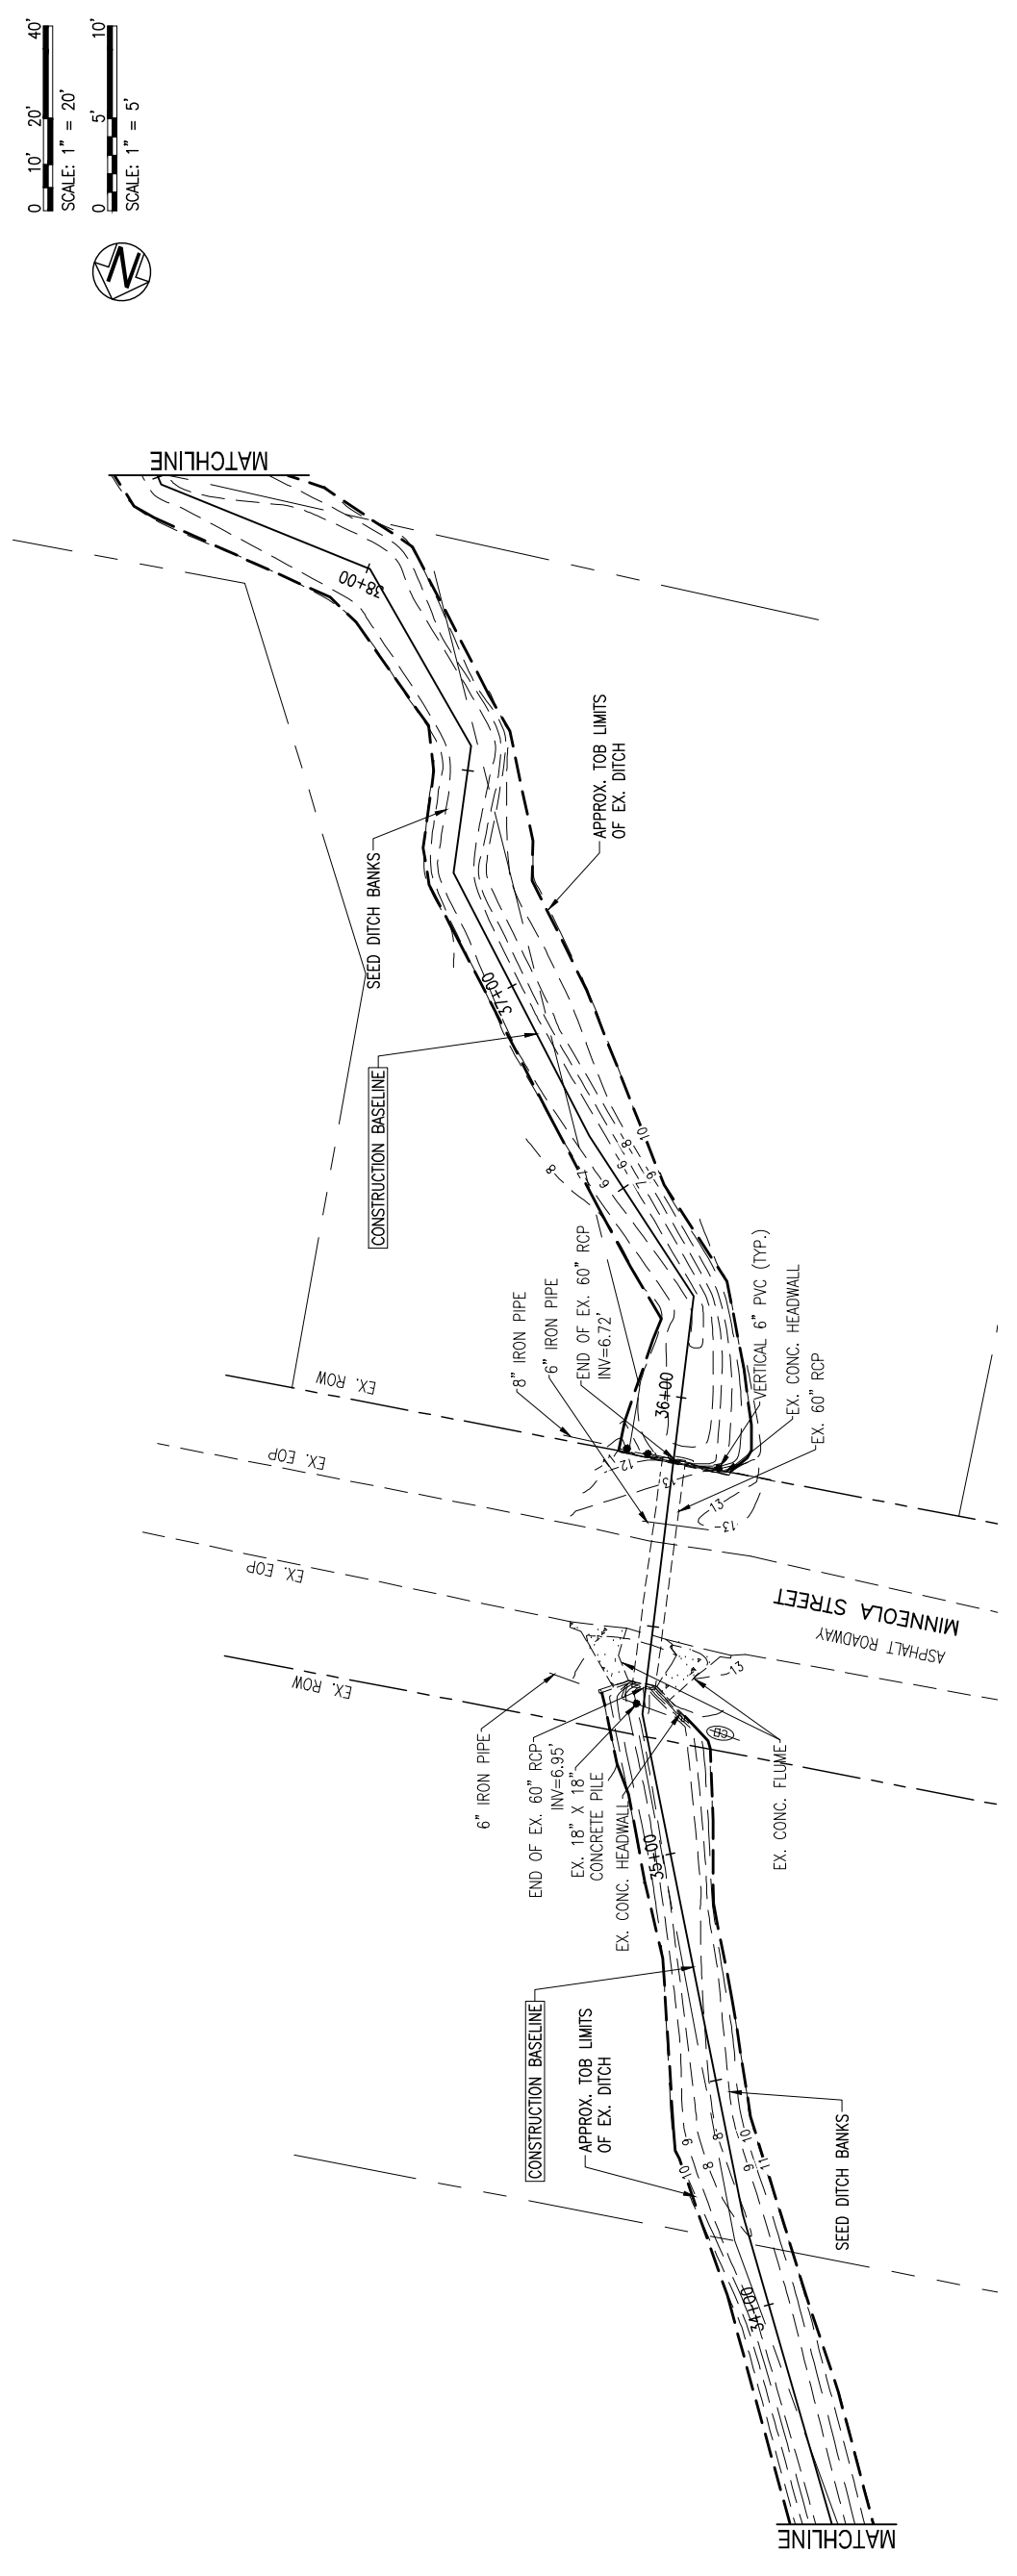 0 10' 20' 40'
SCALE: 1" = 20'
0 5' 10'
SCALE: 1" = 5'
N
MATCHLINE
38+00
APPROX. TOB LIMITS
OF EX. DITCH
SEED DITCH BANKS
37+00
CONSTRUCTION BASELINE
10
8
6
9
7
8
7
6
8" IRON PIPE
6" IRON PIPE
END OF EX. 60" RCP
INV=6.72'
VERTICAL 6" PVC (TYP.)
EX. CONC. HEADWALL
EX. 60" RCP
EX. ROW
36+00
EX. EOP
11
12
13
13
13
EX. EOP
MINNEOLA STREET
ASPHALT ROADWAY
EX. ROW
13
CO
6" IRON PIPE
END OF EX. 60" RCP
INV=6.95'
EX. 18" X 18"
CONCRETE PILE
EX. CONC. HEADWALL
EX. CONC. FLUME
35+00
CONSTRUCTION BASELINE
APPROX. TOB LIMITS
OF EX. DITCH
9
8
10
10
8
9
11
7
SEED DITCH BANKS
34+00
MATCHLINE